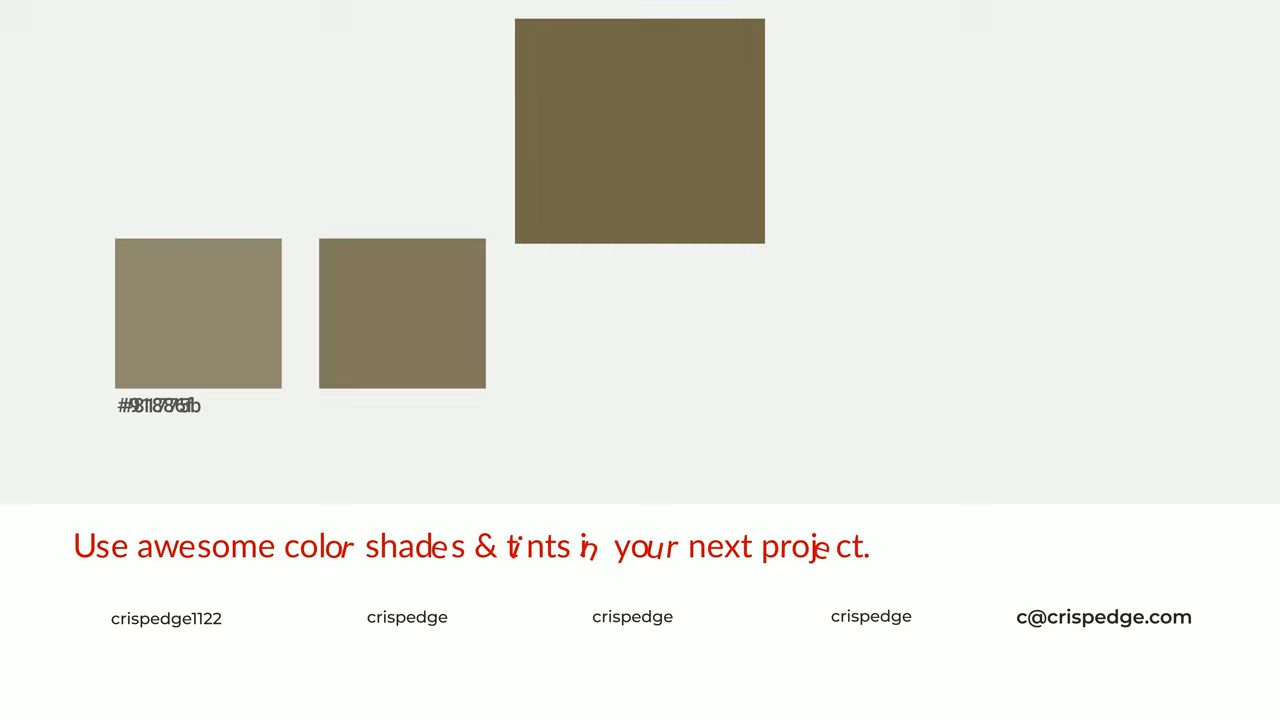 Use awesome color shades & tints in your next project.
crispedge1122 crispedge crispedge crispedge c@crispedge.com